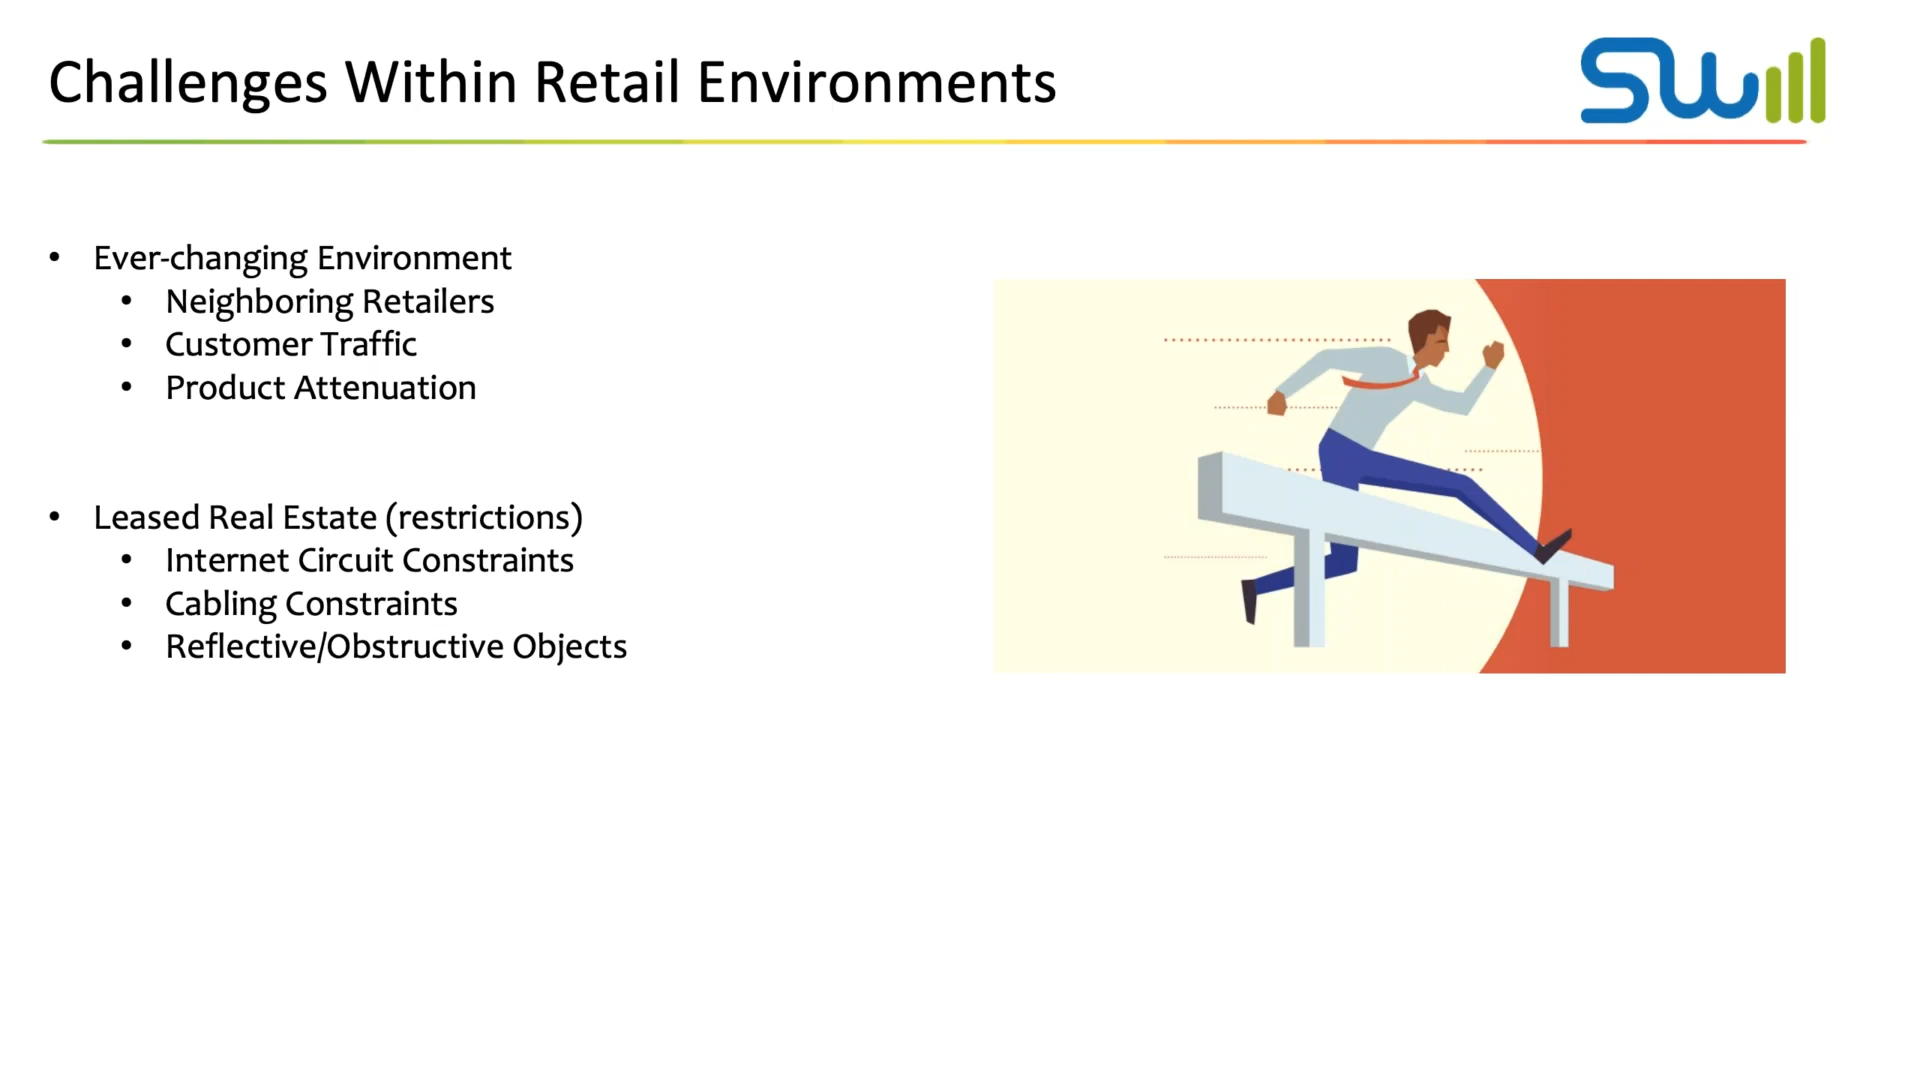 Challenges Within Retail Environments
SW
• Ever-changing Environment
• Neighboring Retailers
• Customer Traffic
• Product Attenuation
• Leased Real Estate (restrictions)
• Internet Circuit Constraints
• Cabling Constraints
• Reflective/Obstructive Objects